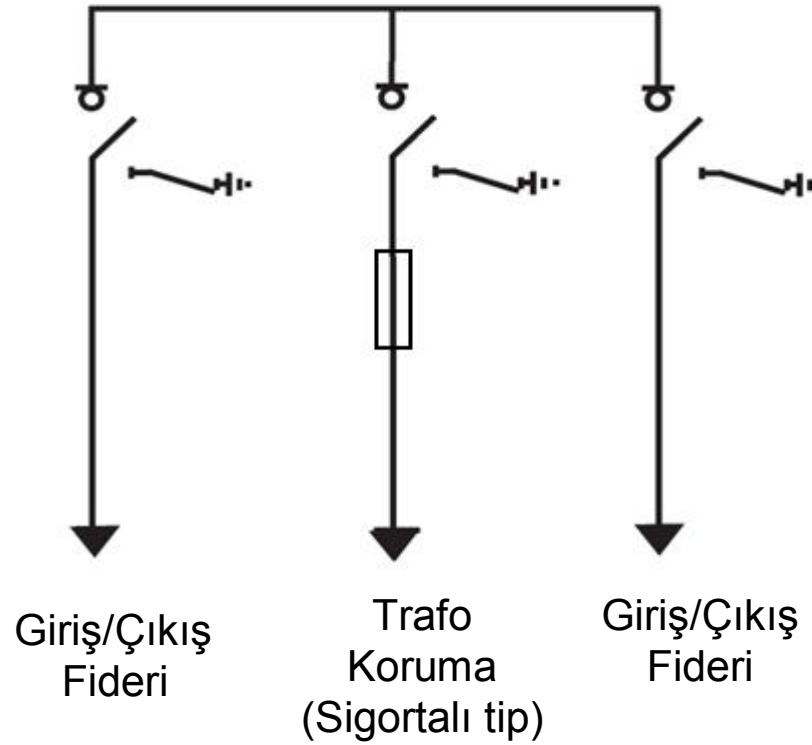 Giriş/Çıkış
Fideri
Trafo
Koruma
(Sigortalı tip)
Giriş/Çıkış
Fideri